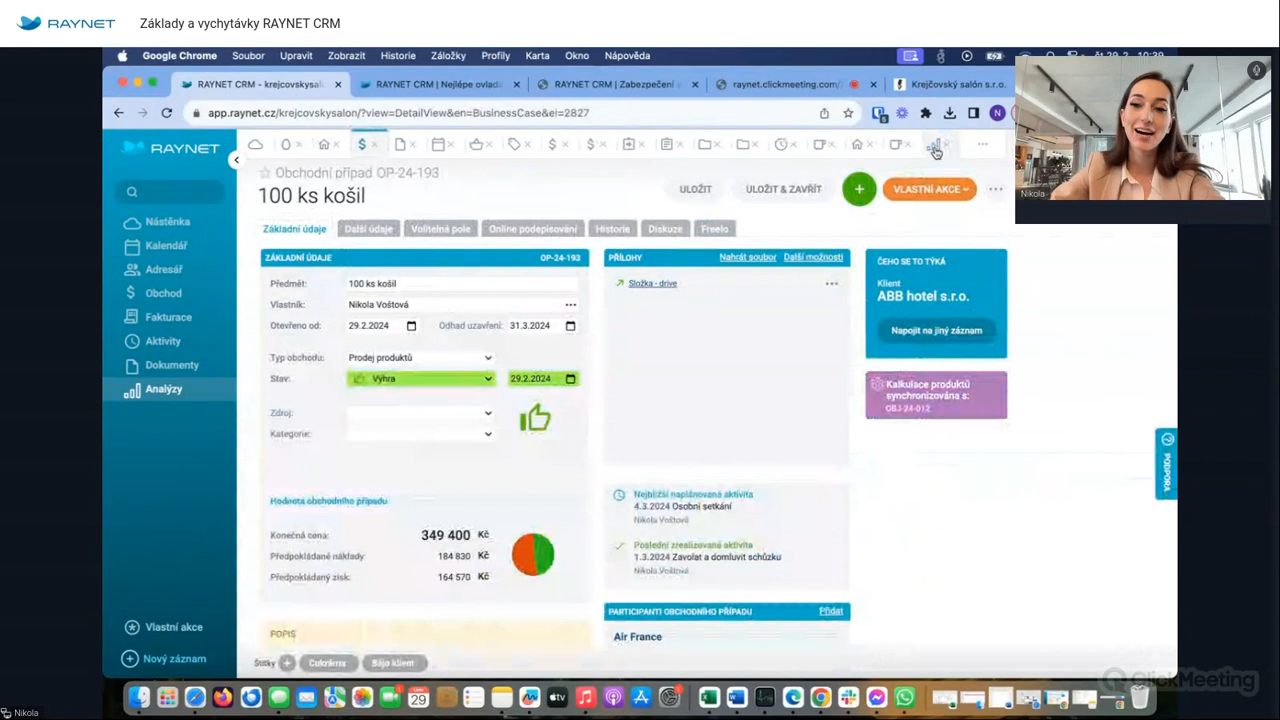 RAYNET
Základy a vychytávky RAYNET CRM
Google Chrome Soubor Upravit Zobrazit Historie Záložky Profily Karta Okno Nápověda
RAYNET CRM - krejcovskysal
RAYNET CRM | Nejlépe ovlad
RAYNET CRM | Zabezpečení
raynet.clickmeeting.com/
Krejčovský salón s.r.o.
app.raynet.cz/krejcovskysalon/?view=DetailView&en=BusinessCase&ei=2827
N
RAYNET
Nástěnka
Kalendář
Adresář
Obchod
Fakturace
Aktivity
Dokumenty
Analýzy
Vlastní akce
Nový záznam
Obchodní případ OP-24-193
100 ks košil
ULOŽIT
ULOŽIT & ZAVŘÍT
VLASTNÍ AKCE
Základní údaje
Další údaje
Volitelná pole
Online podepisování
Historie
Diskuze
Freelo
ZÁKLADNÍ ÚDAJE OP-24-193
Předmět: 100 ks košil
Vlastník: Nikola Voštová
Otevřeno od: 29.2.2024 Odhad uzavření: 31.3.2024
Typ obchodu: Prodej produktů
Stav: Výhra 29.2.2024
Zdroj:
Kategorie:
Hodnota obchodního případu
Konečná cena: 349 400 Kč
Předpokládané náklady: 184 830 Kč
Předpokládaný zisk: 164 570 Kč
POPIS
Štítky
Cukrárna
Bájo klient
PŘÍLOHY Nahrát soubor Další možnosti
Složka - drive
Nejbližší naplánovaná aktivita
4.3.2024 Osobní setkání
Nikola Voštová
Poslední zrealizovaná aktivita
1.3.2024 Zavolat a domluvit schůzku
Nikola Voštová
PARTICIPANTI OBCHODNÍHO PŘÍPADU Přidat
Air France
ČEHO SE TO TÝKÁ
Klient
ABB hotel s.r.o.
Napojit na jiný záznam
Kalkulace produktů
synchronizována s:
OBJ-24-012
PODPORA
Nikola
ClickMeeting
29
tv
Nikola